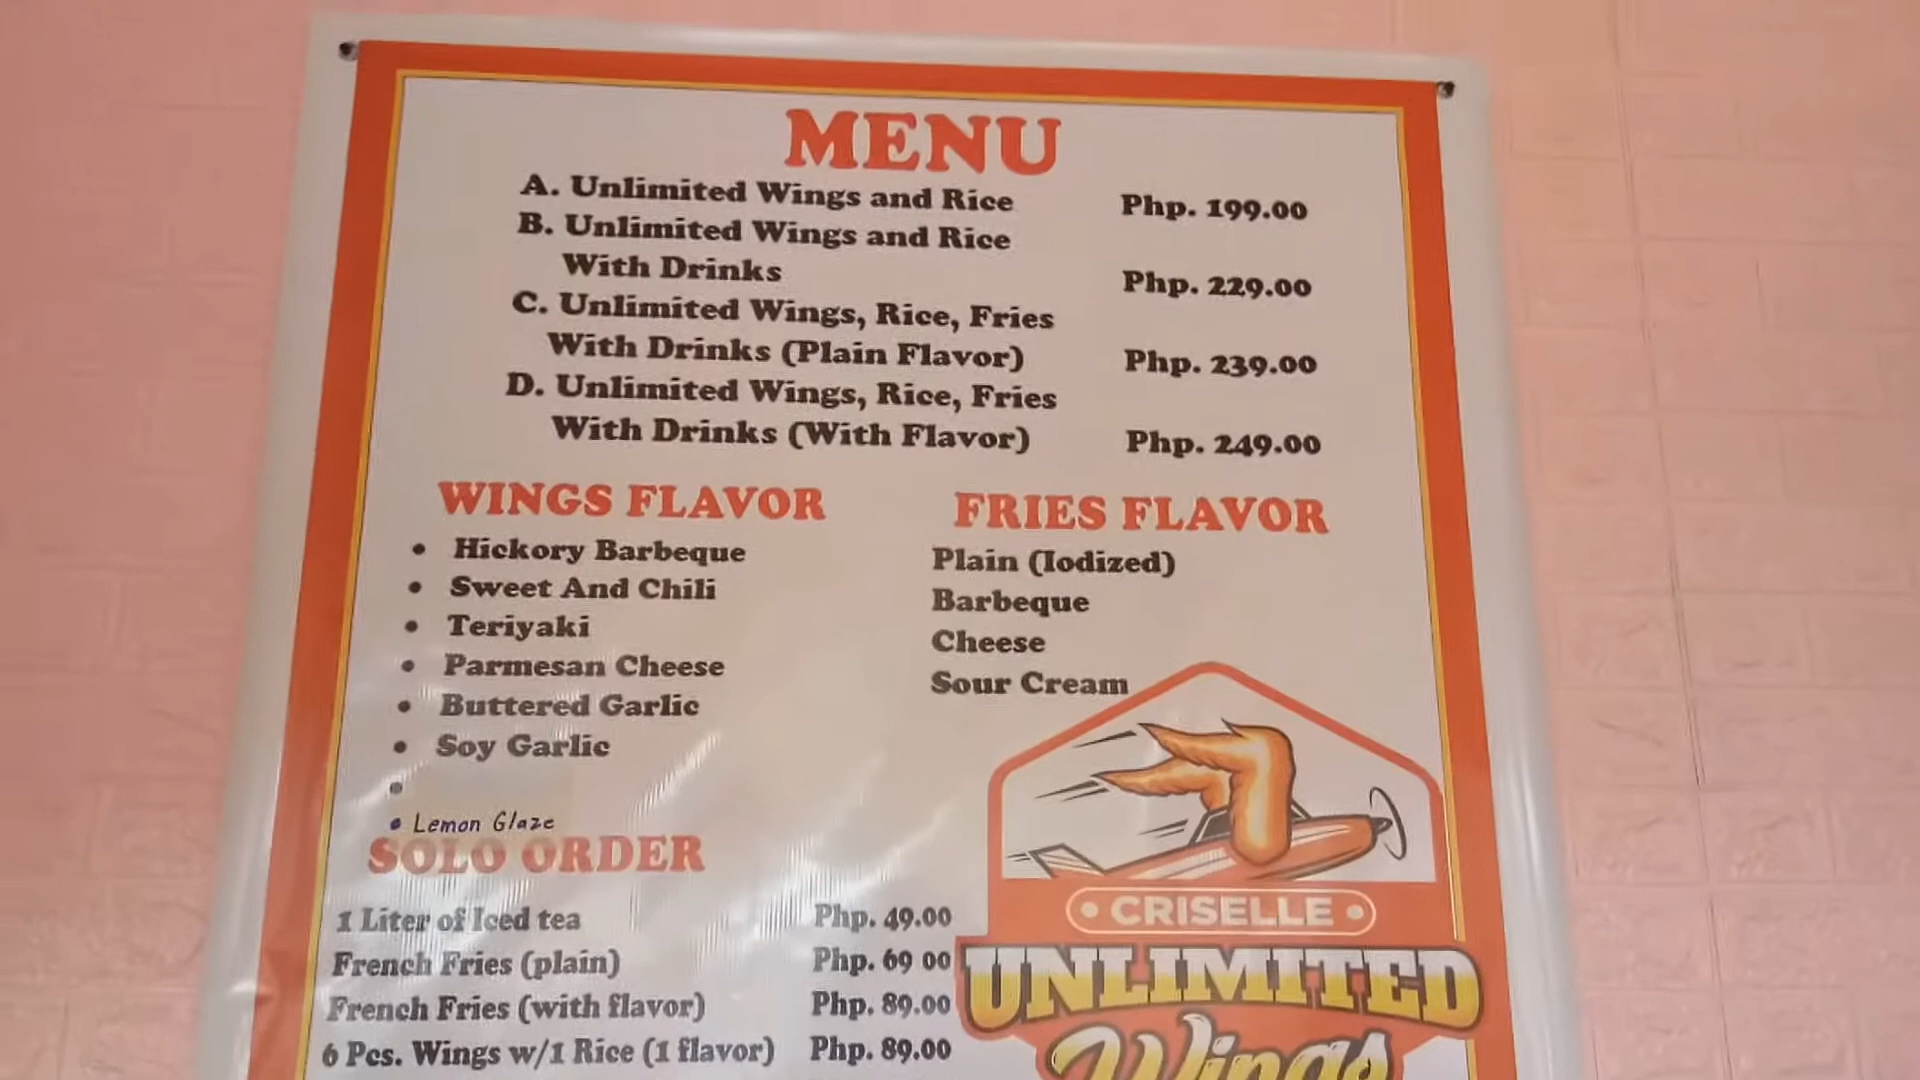 MENU
A. Unlimited Wings and Rice Php. 199.00
B. Unlimited Wings and Rice
With Drinks Php. 229.00
C. Unlimited Wings, Rice, Fries
With Drinks (Plain Flavor) Php. 239.00
D. Unlimited Wings, Rice, Fries
With Drinks (With Flavor) Php. 249.00
WINGS FLAVOR
• Hickory Barbeque
• Sweet And Chili
• Teriyaki
• Parmesan Cheese
• Buttered Garlic
• Soy Garlic
•
• Lemon Glaze
FRIES FLAVOR
Plain (Iodized)
Barbeque
Cheese
Sour Cream
SOLO ORDER
1 Liter of Iced tea Php. 49.00
French Fries (plain) Php. 69 00
French Fries (with flavor) Php. 89.00
6 Pcs. Wings w/1 Rice (1 flavor) Php. 89.00
• CRISELLE •
UNLIMITED
Wings